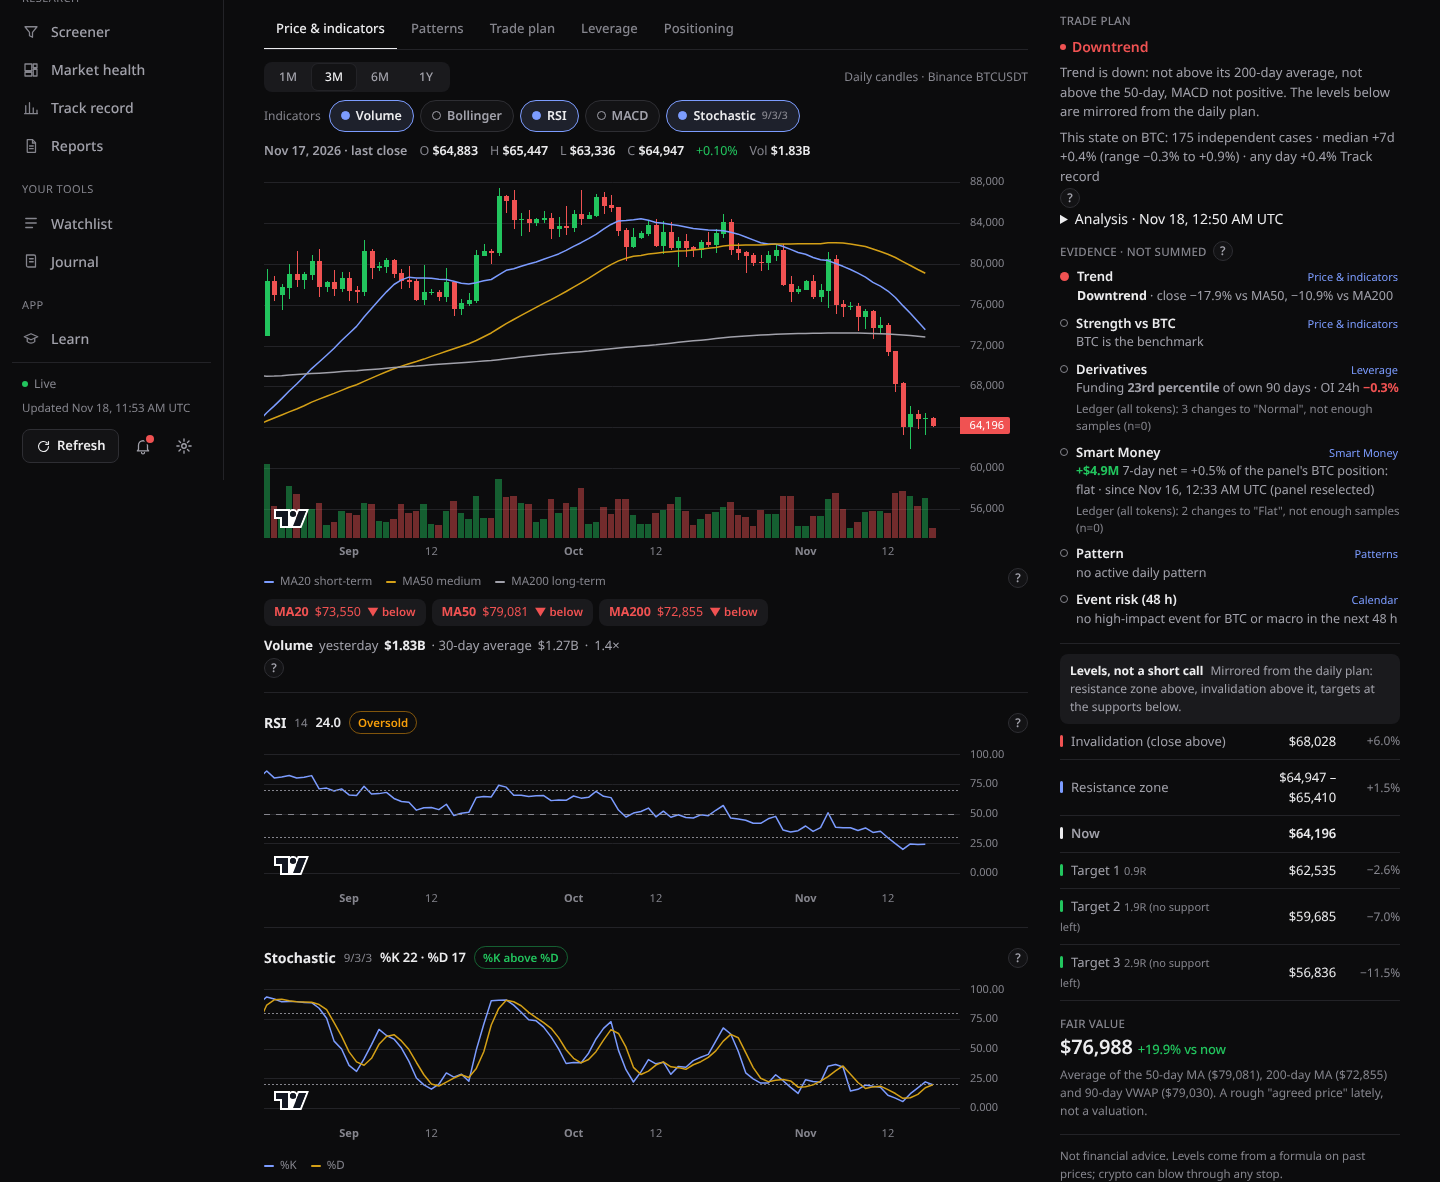 RESEARCH
Screener
Market health
Track record
Reports
YOUR TOOLS
Watchlist
Journal
APP
Learn
Live
Updated Nov 18, 11:53 AM UTC
Refresh
Price & indicators Patterns Trade plan Leverage Positioning
1M 3M 6M 1Y Daily candles · Binance BTCUSDT
Indicators Volume Bollinger RSI MACD Stochastic 9/3/3
Nov 17, 2026 · last close O $64,883 H $65,447 L $63,336 C $64,947 +0.10% Vol $1.83B
88,000
84,000
80,000
76,000
72,000
68,000
64,196
60,000
56,000
Sep 12 Oct 12 Nov 12
MA20 short-term MA50 medium MA200 long-term ?
MA20 $73,550 ▼ below MA50 $79,081 ▼ below MA200 $72,855 ▼ below
Volume yesterday $1.83B · 30-day average $1.27B · 1.4×
?
RSI 14 24.0 Oversold ?
100.00
75.00
50.00
25.00
0.000
Sep 12 Oct 12 Nov 12
Stochastic 9/3/3 %K 22 · %D 17 %K above %D ?
100.00
75.00
50.00
25.00
0.000
Sep 12 Oct 12 Nov 12
%K %D
TRADE PLAN
Downtrend
Trend is down: not above its 200-day average, not
above the 50-day, MACD not positive. The levels below
are mirrored from the daily plan.
This state on BTC: 175 independent cases · median +7d
+0.4% (range −0.3% to +0.9%) · any day +0.4% Track
record
?
▶ Analysis · Nov 18, 12:50 AM UTC
EVIDENCE · NOT SUMMED ?
Trend Price & indicators
Downtrend · close −17.9% vs MA50, −10.9% vs MA200
Strength vs BTC Price & indicators
BTC is the benchmark
Derivatives Leverage
Funding 23rd percentile of own 90 days · OI 24h −0.3%
Ledger (all tokens): 3 changes to "Normal", not enough
samples (n=0)
Smart Money Smart Money
+$4.9M 7-day net = +0.5% of the panel's BTC position:
flat · since Nov 16, 12:33 AM UTC (panel reselected)
Ledger (all tokens): 2 changes to "Flat", not enough samples
(n=0)
Pattern Patterns
no active daily pattern
Event risk (48 h) Calendar
no high-impact event for BTC or macro in the next 48 h
Levels, not a short call Mirrored from the daily plan:
resistance zone above, invalidation above it, targets at
the supports below.
Invalidation (close above) $68,028 +6.0%
Resistance zone $64,947 –
$65,410 +1.5%
Now $64,196
Target 1 0.9R $62,535 −2.6%
Target 2 1.9R (no support
left) $59,685 −7.0%
Target 3 2.9R (no support
left) $56,836 −11.5%
FAIR VALUE
$76,988 +19.9% vs now
Average of the 50-day MA ($79,081), 200-day MA ($72,855)
and 90-day VWAP ($79,030). A rough "agreed price" lately,
not a valuation.
Not financial advice. Levels come from a formula on past
prices; crypto can blow through any stop.